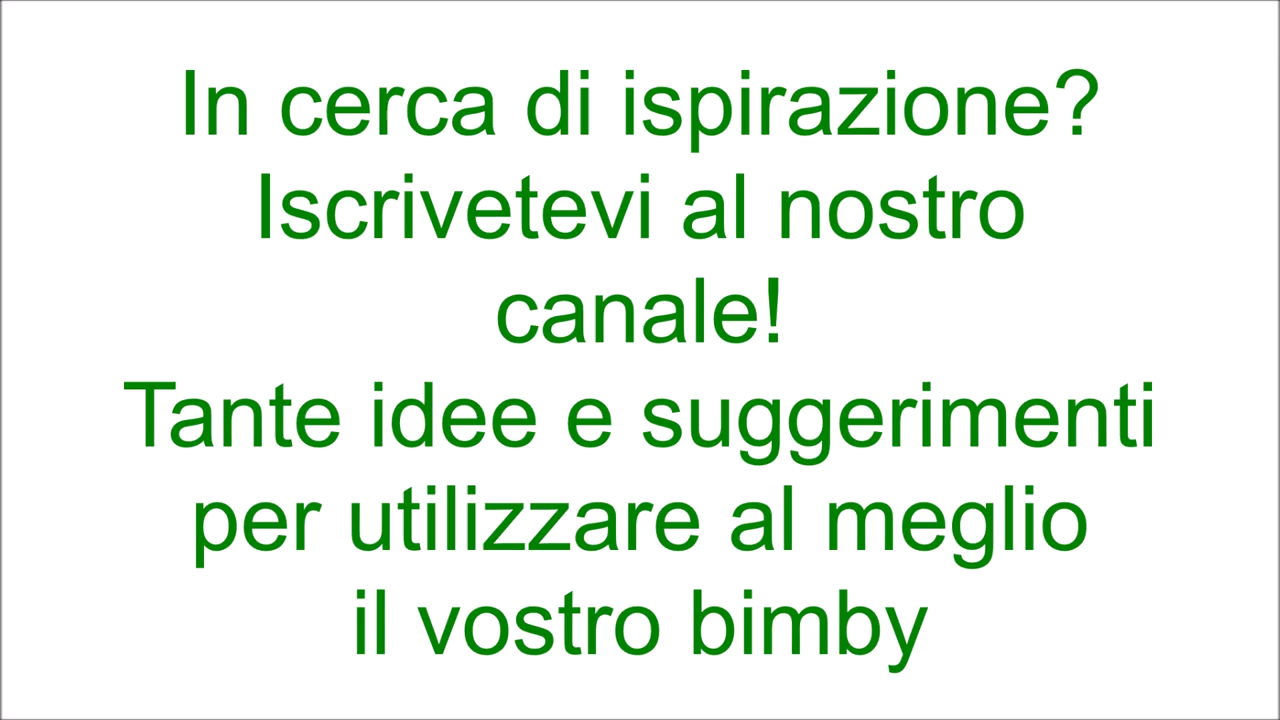 In cerca di ispirazione?
Iscrivetevi al nostro
canale!
Tante idee e suggerimenti
per utilizzare al meglio
il vostro bimby